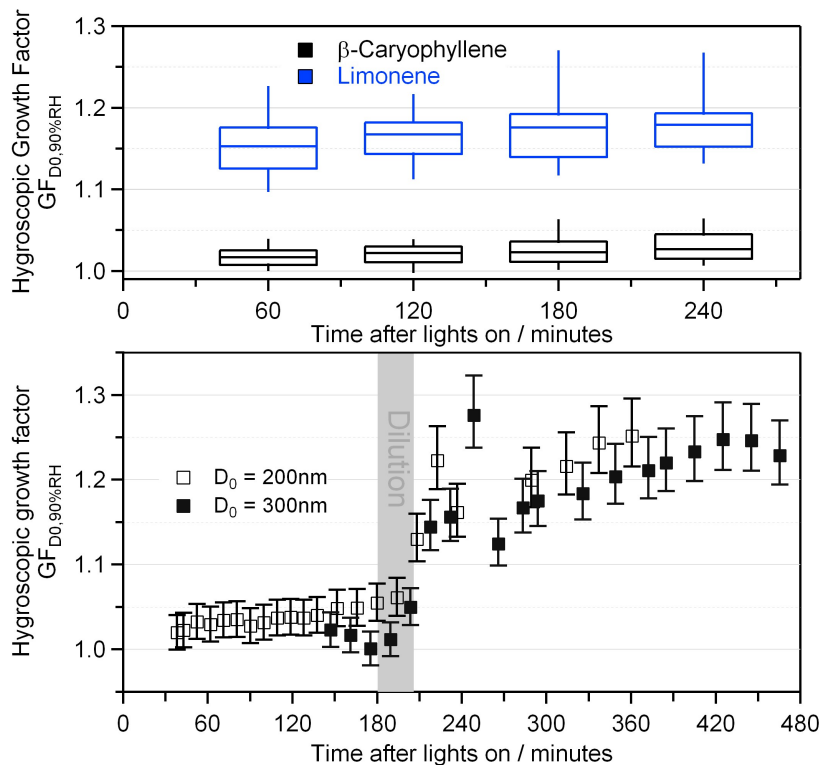 Hygroscopic Growth Factor
GF_D0,90%RH
1.3
1.2
1.1
1.0
β-Caryophyllene
Limonene
0
60
120
180
240
Time after lights on / minutes
Hygroscopic growth factor
GF_D0,90%RH
1.3
1.2
1.1
1.0
Dilution
D₀ = 200nm
D₀ = 300nm
0
60
120
180
240
300
360
420
480
Time after lights on / minutes